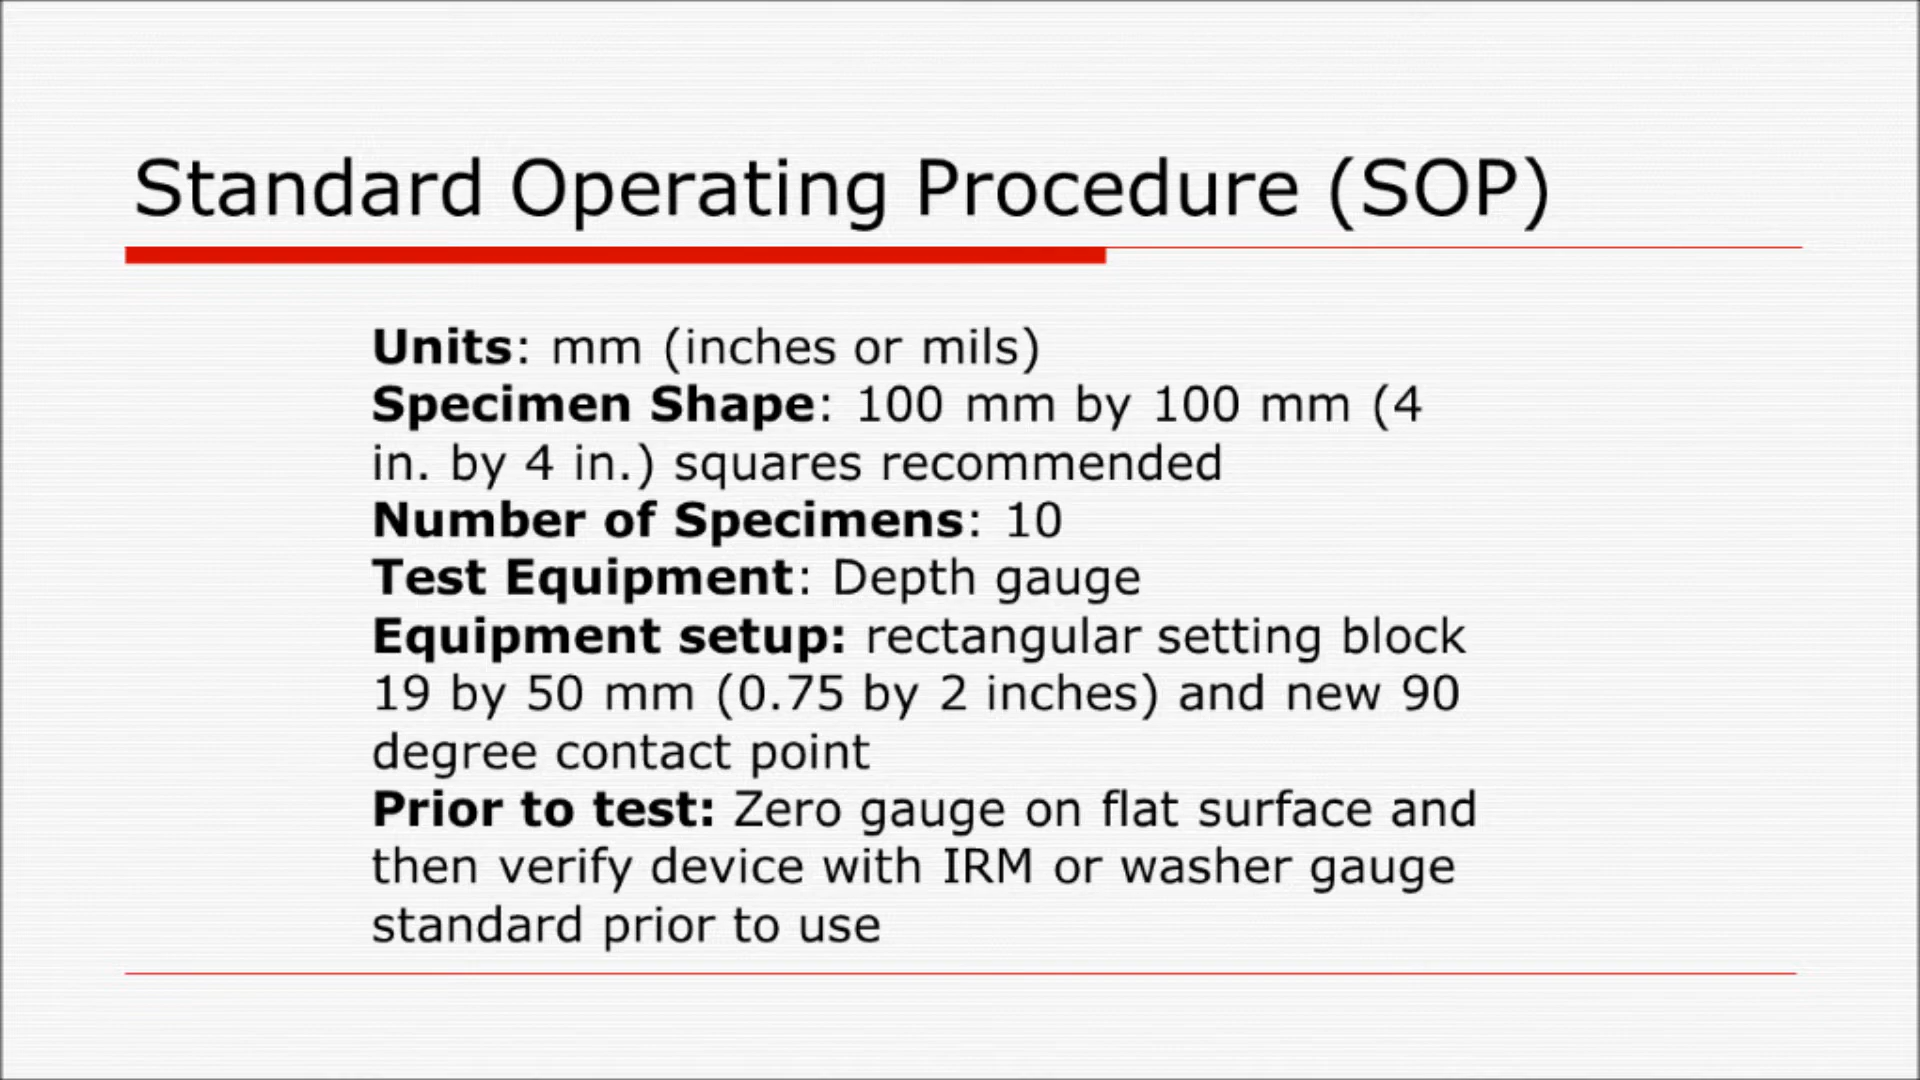 Standard Operating Procedure (SOP)
Units: mm (inches or mils)
Specimen Shape: 100 mm by 100 mm (4
in. by 4 in.) squares recommended
Number of Specimens: 10
Test Equipment: Depth gauge
Equipment setup: rectangular setting block
19 by 50 mm (0.75 by 2 inches) and new 90
degree contact point
Prior to test: Zero gauge on flat surface and
then verify device with IRM or washer gauge
standard prior to use